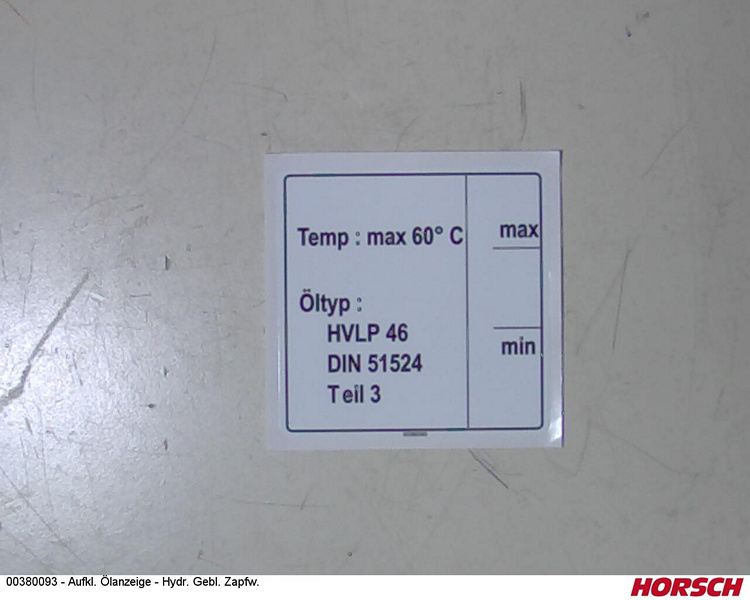 Temp : max 60° C
max
Öltyp :
HVLP 46
min
DIN 51524
Teil 3
00380093 - Aufkl. Ölanzeige - Hydr. Gebl. Zapfw.
HORSCH